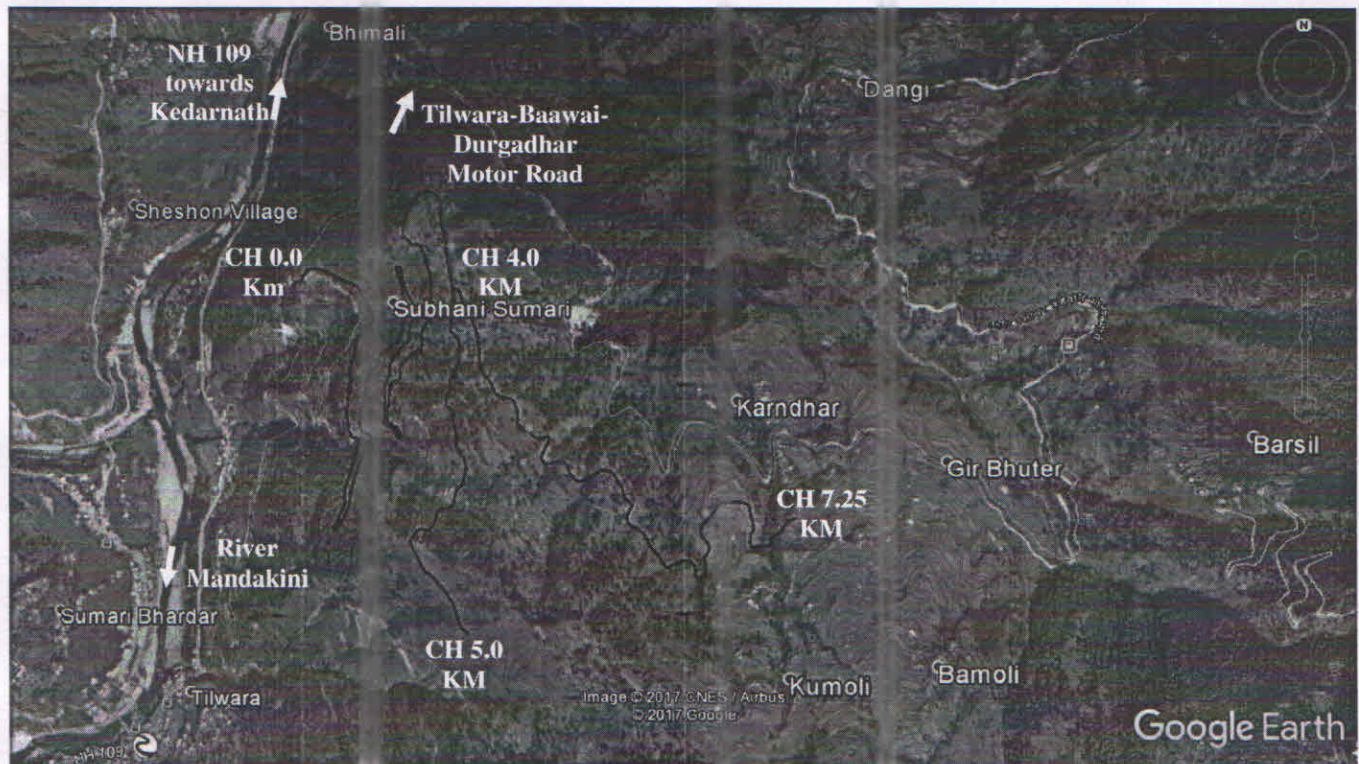 Bhimali
NH 109
towards
Kedarnath
Tilwara-Baawai-
Durgadhar
Motor Road
N
Dangi
Sheshon Village
CH 0.0
Km
CH 4.0
KM
Subhani Sumari
Karndhar
Gir Bhuter
Barsil
CH 7.25
KM
River
Mandakini
Sumari Bhardar
CH 5.0
KM
Tilwara
Kumoli
Bamoli
Image © 2017 CNES / Airbus
© 2017 Google
Google Earth
NH 109